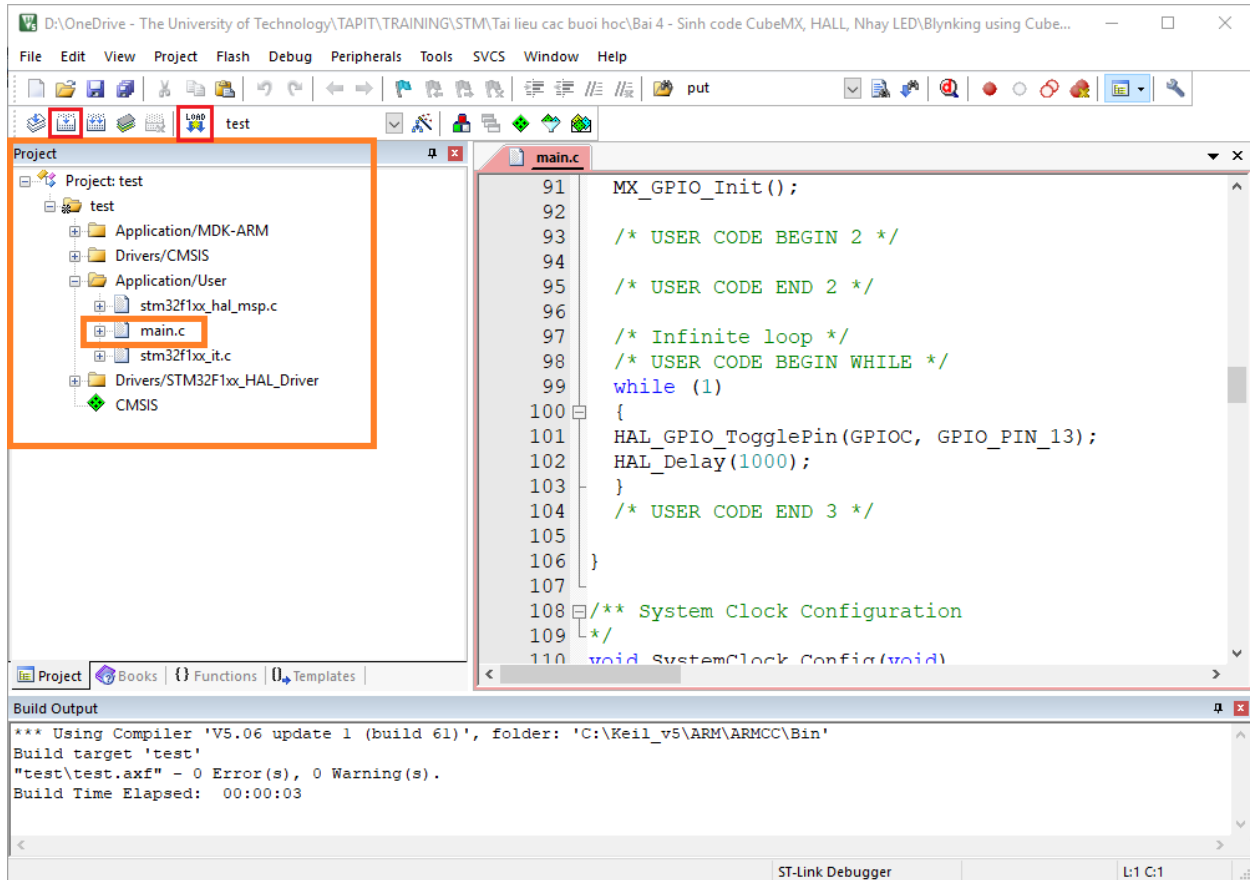 D:\OneDrive - The University of Technology\TAPIT\TRAINING\STM\Tai lieu cac buoi hoc\Bai 4 - Sinh code CubeMX, HALL, Nhay LED\Blynking using Cube...
File Edit View Project Flash Debug Peripherals Tools SVCS Window Help
put
LOAD test
Project
Project: test
test
Application/MDK-ARM
Drivers/CMSIS
Application/User
stm32f1xx_hal_msp.c
main.c
stm32f1xx_it.c
Drivers/STM32F1xx_HAL_Driver
CMSIS
Project Books {} Functions Templates
main.c
91 MX_GPIO_Init();
92
93 /* USER CODE BEGIN 2 */
94
95 /* USER CODE END 2 */
96
97 /* Infinite loop */
98 /* USER CODE BEGIN WHILE */
99 while (1)
100 {
101 HAL_GPIO_TogglePin(GPIOC, GPIO_PIN_13);
102 HAL_Delay(1000);
103 }
104 /* USER CODE END 3 */
105
106 }
107
108 /** System Clock Configuration
109 */
110 void SystemClock_Config(void)
Build Output
*** Using Compiler 'V5.06 update 1 (build 61)', folder: 'C:\Keil_v5\ARM\ARMCC\Bin'
Build target 'test'
"test\test.axf" - 0 Error(s), 0 Warning(s).
Build Time Elapsed:  00:00:03
ST-Link Debugger L:1 C:1